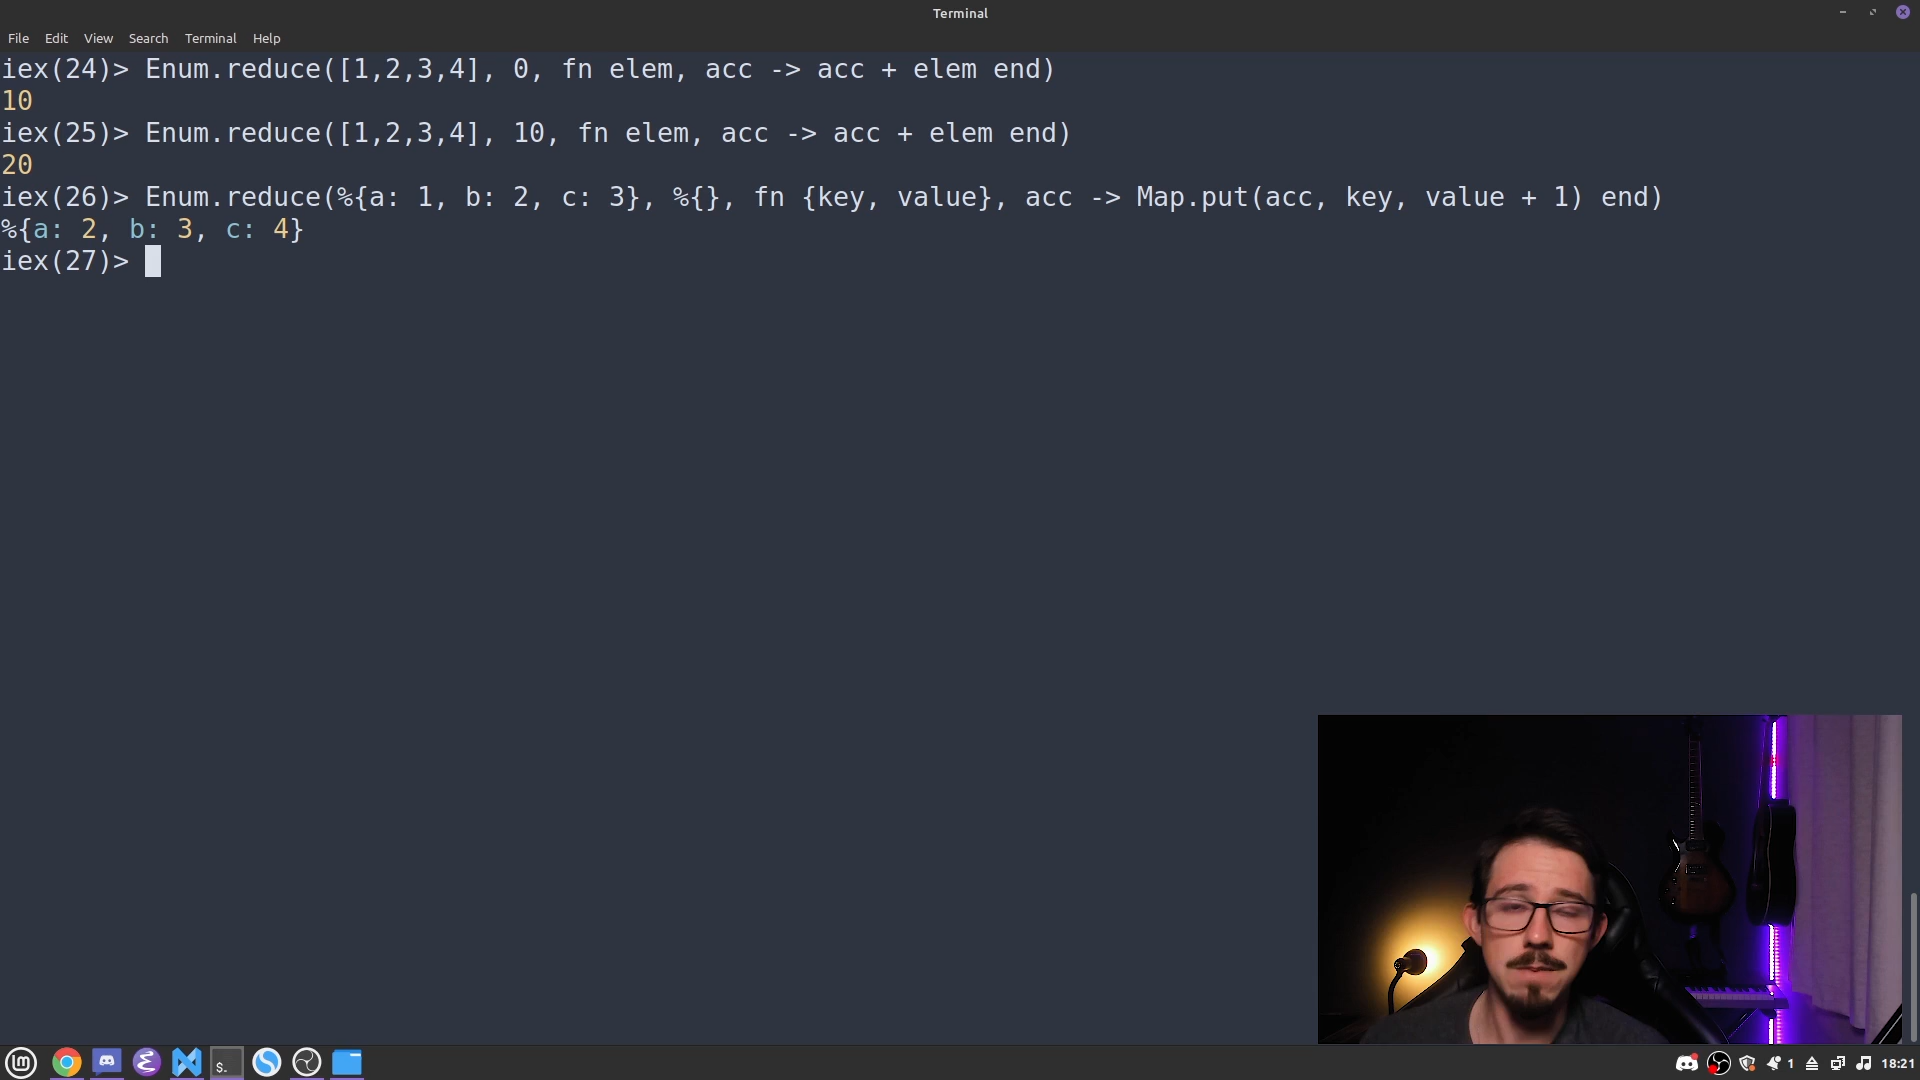 Terminal
File Edit View Search Terminal Help
iex(24)> Enum.reduce([1,2,3,4], 0, fn elem, acc -> acc + elem end)
10
iex(25)> Enum.reduce([1,2,3,4], 10, fn elem, acc -> acc + elem end)
20
iex(26)> Enum.reduce(%{a: 1, b: 2, c: 3}, %{}, fn {key, value}, acc -> Map.put(acc, key, value + 1) end)
%{a: 2, b: 3, c: 4}
iex(27)>
1 18:21